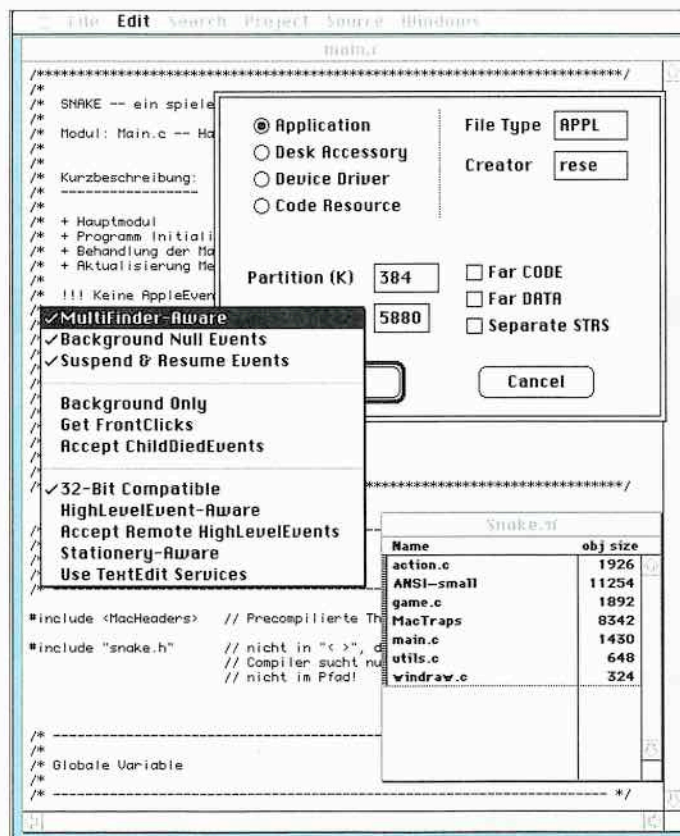 File Edit Search Project Source Windows
main.c
/****************************************************************************/
/*
/* SNAKE -- ein spiele
/*
/* Modul: Main.c -- Ha
/*
/*
/* Kurzbeschreibung:
/* -----------------
/*
/* + Hauptmodul
/* + Programm Initiali
/* + Behandlung der Ma
/* + Aktualisierung Me
/*
/* !!! Keine AppleEven
Application
Desk Accessory
Device Driver
Code Resource
File Type APPL
Creator rese
Partition (K) 384
5880
Far CODE
Far DATA
Separate STRS
Cancel
✓MultiFinder-Aware
✓Background Null Events
✓Suspend & Resume Events
Background Only
Get FrontClicks
Accept ChildDiedEvents
✓32-Bit Compatible
HighLevelEvent-Aware
Accept Remote HighLevelEvents
Stationery-Aware
Use TextEdit Services
#include <MacHeaders> // Precompilierte Th
#include "snake.h" // nicht in "< >", d
// Compiler sucht nu
// nicht im Pfad!
Snake.π
Name obj size
action.c 1926
ANSI-small 11254
game.c 1892
MacTraps 8342
main.c 1430
utils.c 648
windraw.c 324
/* ------------------------------------------
/*
/* Globale Variable
/*
/* ------------------------------------------------------------------------ */